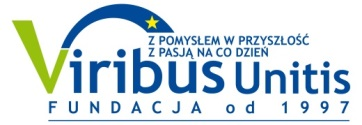 Z POMYSŁEM W PRZYSZŁOŚĆ
Z PASJĄ NA CO DZIEŃ
Viribus Unitis
FUNDACJA od 1997